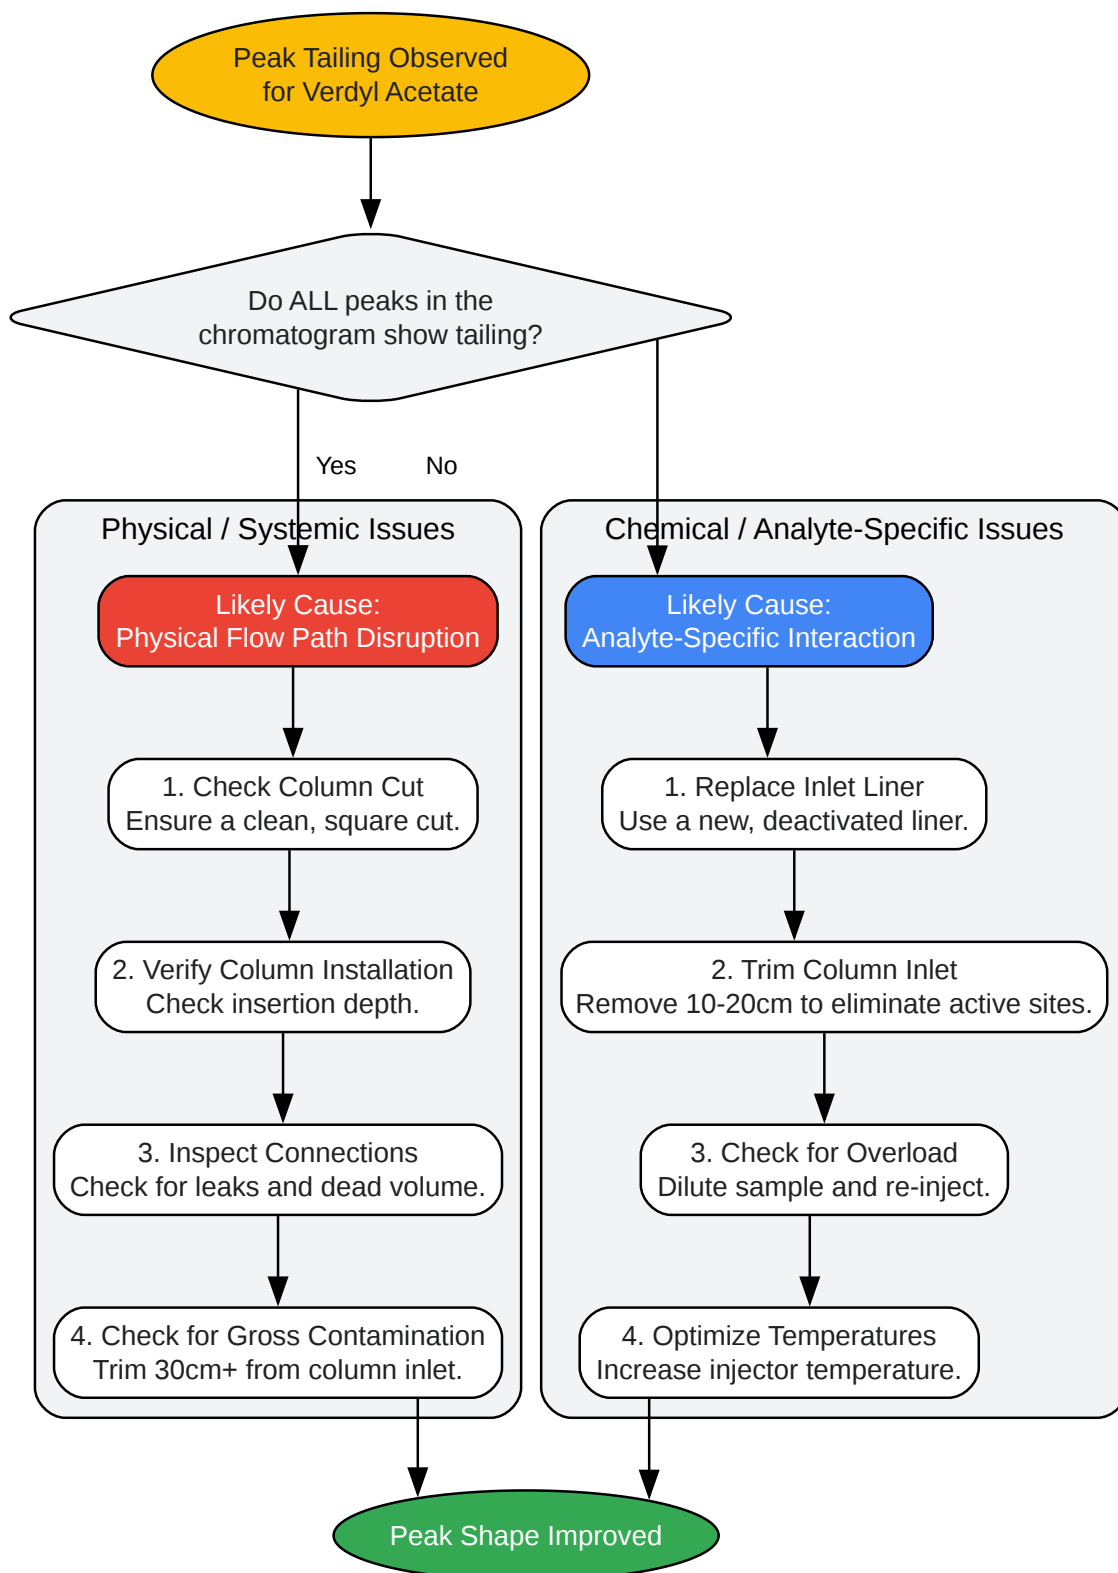 Peak Tailing Observed
for Verdyl Acetate
Do ALL peaks in the
chromatogram show tailing?
Yes
No
Physical / Systemic Issues
Likely Cause:
Physical Flow Path Disruption
1. Check Column Cut
Ensure a clean, square cut.
2. Verify Column Installation
Check insertion depth.
3. Inspect Connections
Check for leaks and dead volume.
4. Check for Gross Contamination
Trim 30cm+ from column inlet.
Chemical / Analyte-Specific Issues
Likely Cause:
Analyte-Specific Interaction
1. Replace Inlet Liner
Use a new, deactivated liner.
2. Trim Column Inlet
Remove 10-20cm to eliminate active sites.
3. Check for Overload
Dilute sample and re-inject.
4. Optimize Temperatures
Increase injector temperature.
Peak Shape Improved